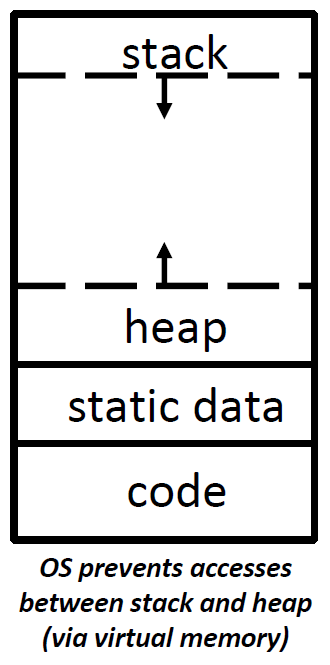 stack
heap
static data
code
OS prevents accesses
between stack and heap
(via virtual memory)